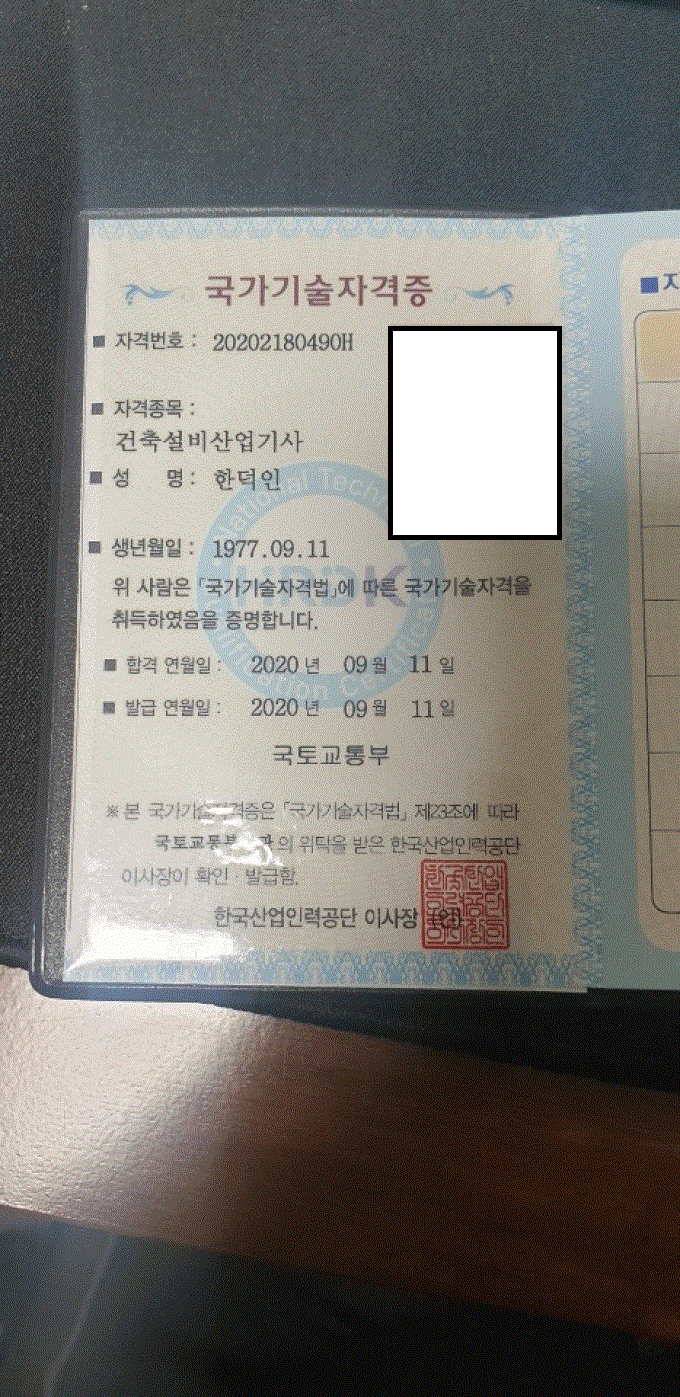 국가기술자격증
■ 자격번호 : 20202180490H
■ 자격종목 :
건축설비산업기사
■ 성 명 : 한덕인
■ 생년월일 : 1977.09.11
위 사람은 「국가기술자격법」에 따른 국가기술자격을
취득하였음을 증명합니다.
■ 합격 연월일 : 2020 년 09 월 11 일
■ 발급 연월일 : 2020 년 09 월 11 일
국토교통부
※ 본 국가기술자격증은 「국가기술자격법」 제23조에 따라
의 위탁을 받은 한국산업인력공단
이사장이 확인 · 발급함.
한국산업인력공단 이사장 (인)
HRDK
■ 자